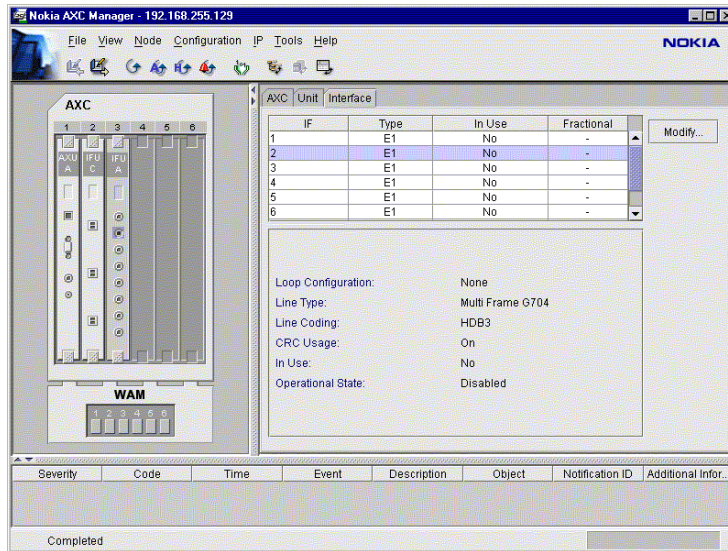 Nokia AXC Manager - 192.168.255.129
File View Node Configuration IP Tools Help
NOKIA
AXC
1 2 3 4 5 6
AXU IFU IFU
A C A
WAM
1 2 3 4 5 6
AXC Unit Interface
IF Type In Use Fractional
1 E1 No -
2 E1 No -
3 E1 No -
4 E1 No -
5 E1 No -
6 E1 No -
Modify...
Loop Configuration: None
Line Type: Multi Frame G704
Line Coding: HDB3
CRC Usage: On
In Use: No
Operational State: Disabled
Severity Code Time Event Description Object Notification ID Additional Infor..
Completed